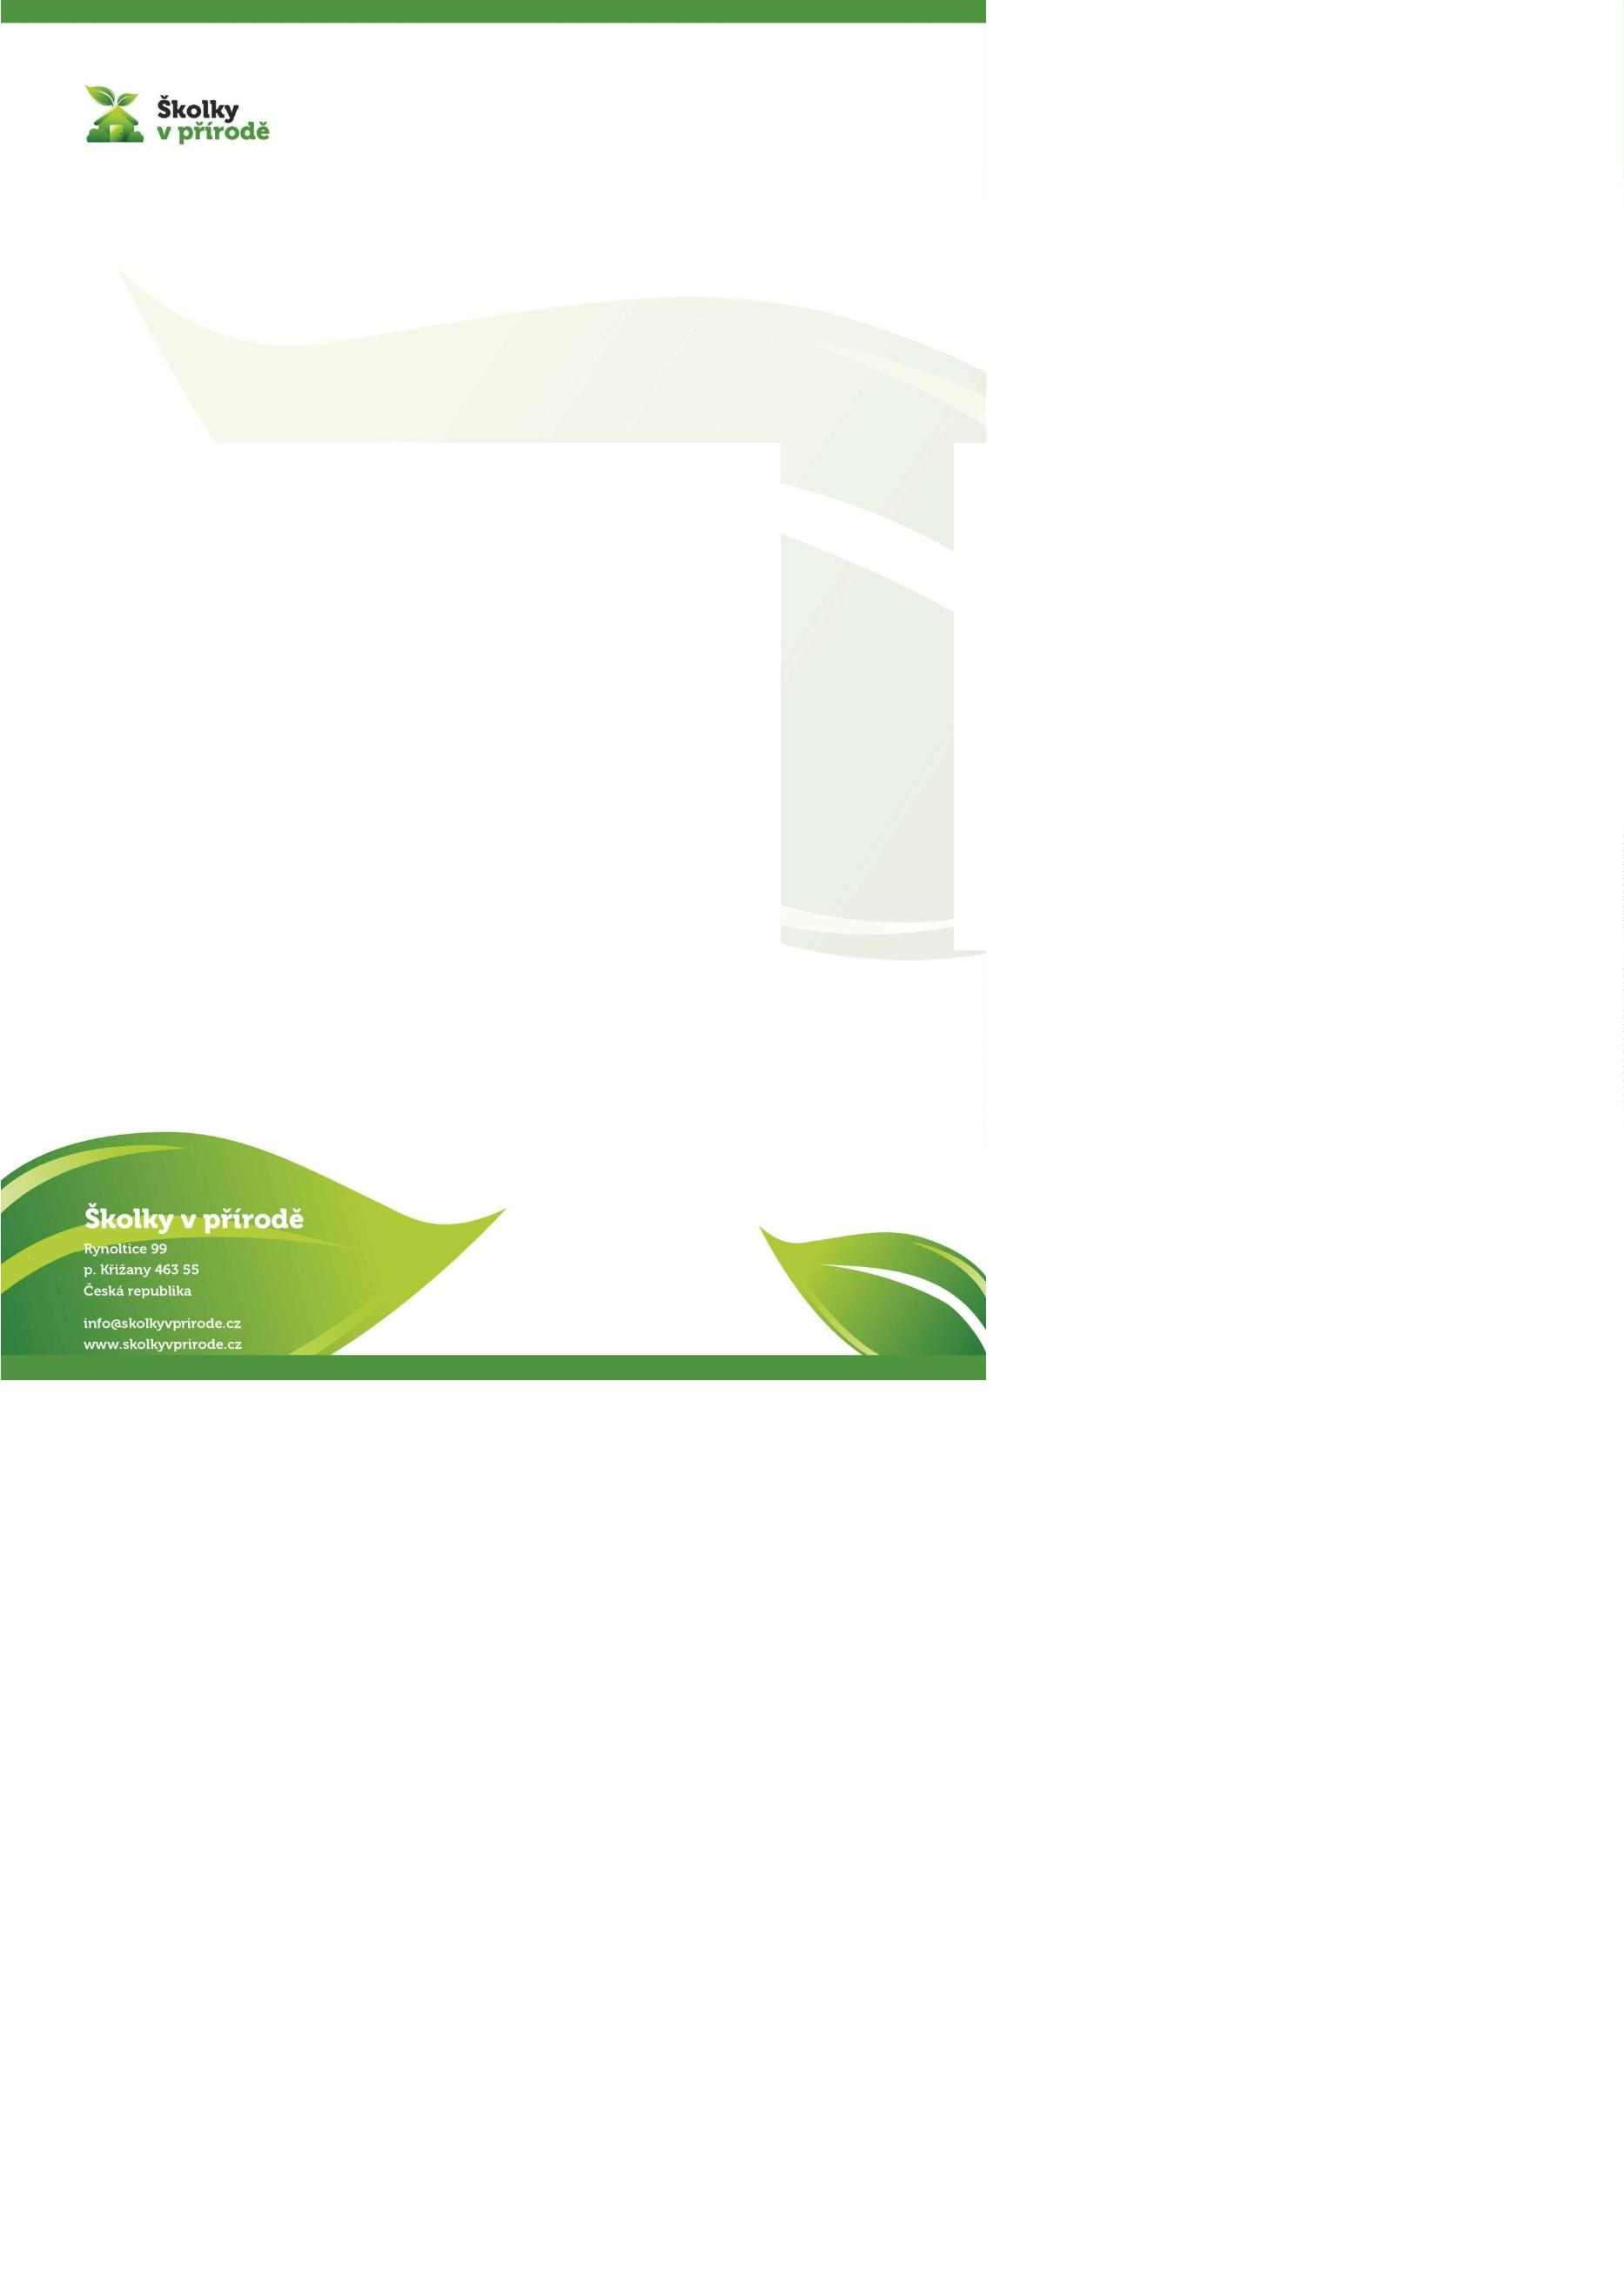 Školky
v přírodě
Školky v přírodě
Rynoltice 99
p. Křižany 463 55
Česká republika
info@skolkyvprirode.cz
www.skolkyvprirode.cz